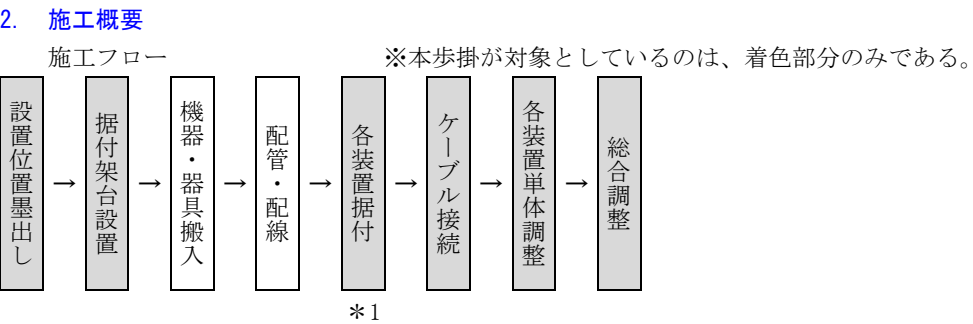 2. 施工概要
施工フロー ※本歩掛が対象としているのは、着色部分のみである。
設置位置墨出し
→
据付架台設置
→
機器・器具搬入
→
配管・配線
→
各装置据付
→
ケーブル接続
→
各装置単体調整
→
総合調整
＊1